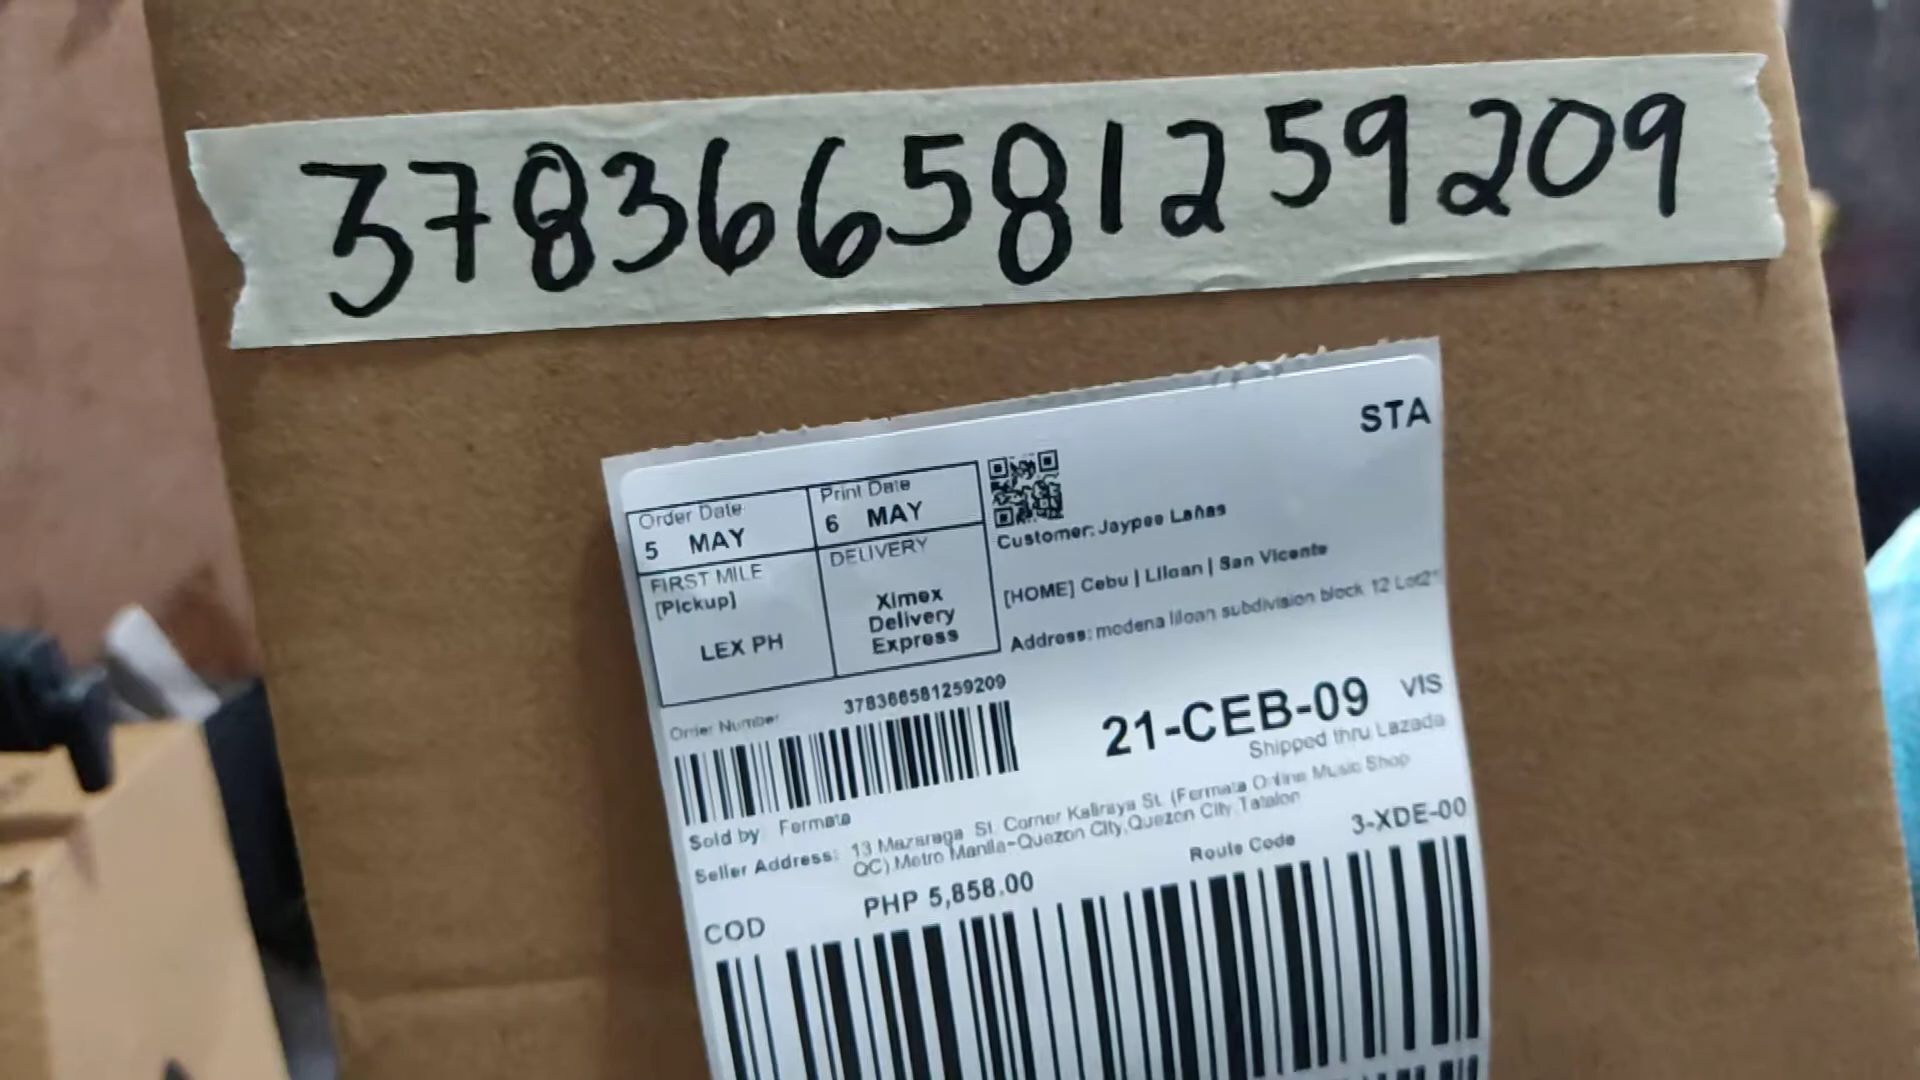 378366581259209
STA
Order Date
5 MAY
Print Date
6 MAY
FIRST MILE
[Pickup]
LEX PH
DELIVERY
Ximex
Delivery
Express
Customer: Jaypee Lañas
[HOME] Cebu | Liloan | San Vicente
Address: modena liloan subdivision block 12 Lot2
Order Number
378366581259209
21-CEB-09
VIS
Shipped thru Lazada
Sold by: Fermata
Seller Address: 13 Mazaraga St. Corner Kaliraya St. (Fermata Online Music Shop
QC) Metro Manila~Quezon City, Quezon City, Tatalon
COD
PHP 5,858.00
Route Code
3-XDE-00